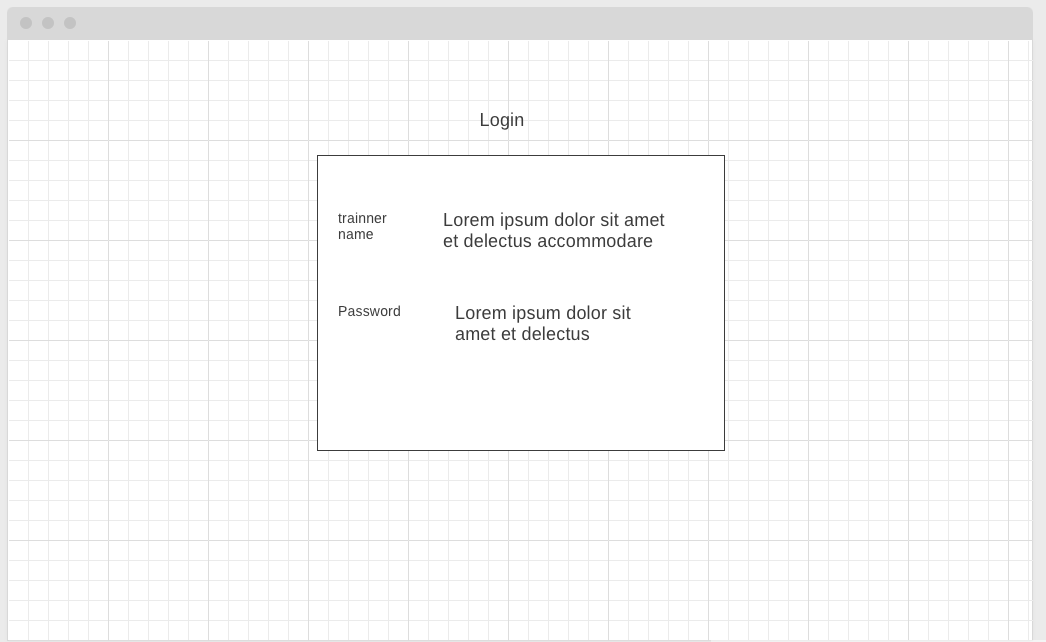 Login
trainner
name
Lorem ipsum dolor sit amet
et delectus accommodare
Password
Lorem ipsum dolor sit
amet et delectus